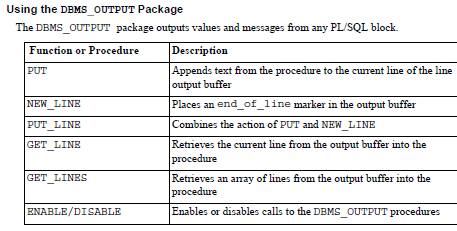 Using the DBMS_OUTPUT Package
The DBMS_OUTPUT package outputs values and messages from any PL/SQL block.
Function or Procedure Description
PUT Appends text from the procedure to the current line of the line
output buffer
NEW_LINE Places an end_of_line marker in the output buffer
PUT_LINE Combines the action of PUT and NEW_LINE
GET_LINE Retrieves the current line from the output buffer into the
procedure
GET_LINES Retrieves an array of lines from the output buffer into the
procedure
ENABLE/DISABLE Enables or disables calls to the DBMS_OUTPUT procedures